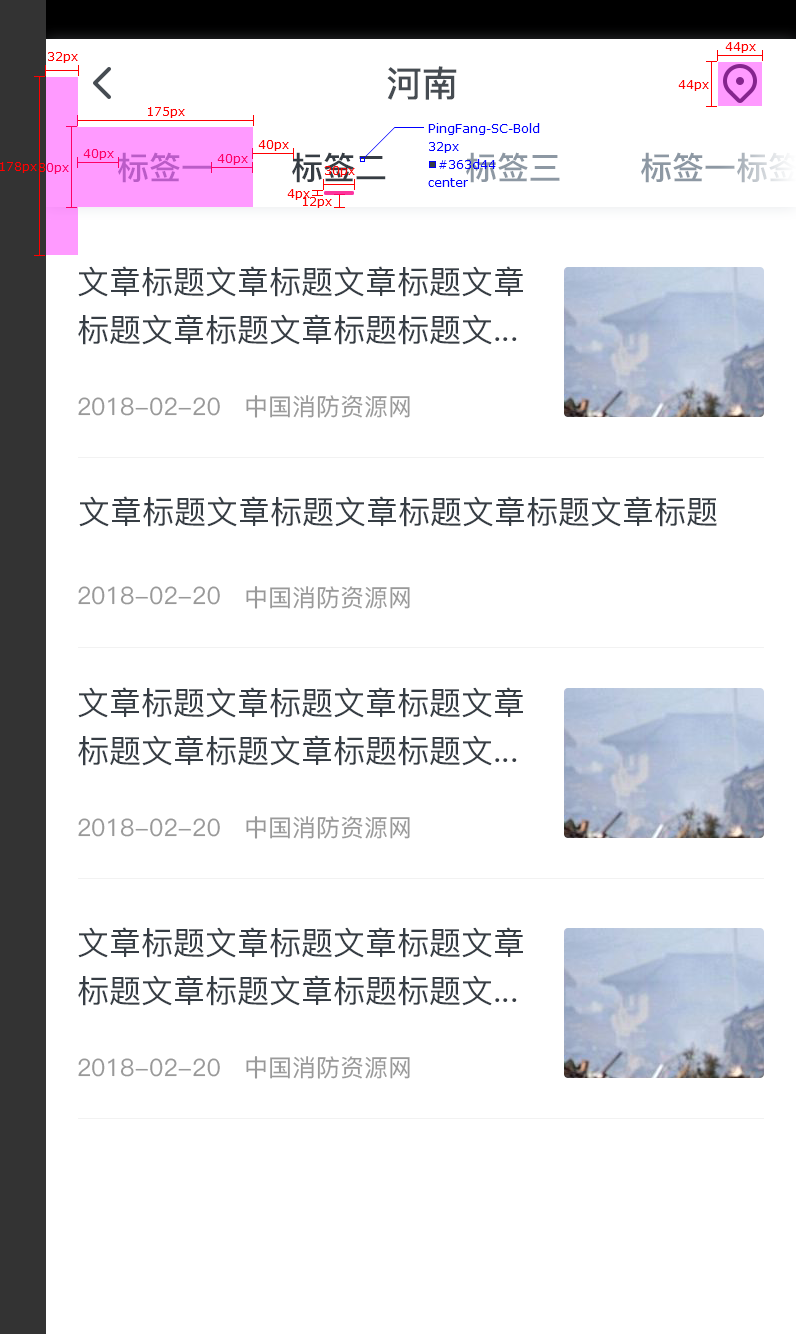 44px
32px
河南
44px
175px
PingFang-SC-Bold
32px
#363d44
center
40px
40px
40px
178px
80px
标签一
标签二
标签三
标签一标签
4px
12px
文章标题文章标题文章标题文章
标题文章标题文章标题标题文...
2018-02-20 中国消防资源网
文章标题文章标题文章标题文章标题文章标题
2018-02-20 中国消防资源网
文章标题文章标题文章标题文章
标题文章标题文章标题标题文...
2018-02-20 中国消防资源网
文章标题文章标题文章标题文章
标题文章标题文章标题标题文...
2018-02-20 中国消防资源网